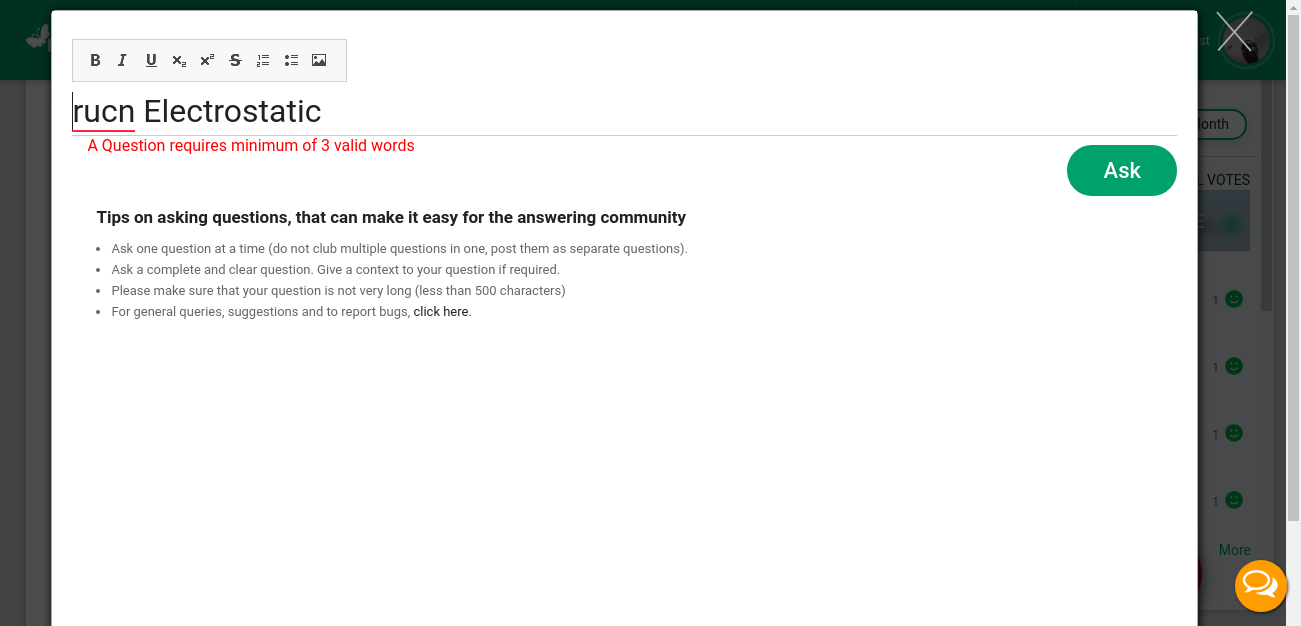 st
rucn Electrostatic
onth
A Question requires minimum of 3 valid words
Ask
L VOTES
E
Tips on asking questions, that can make it easy for the answering community
Ask one question at a time (do not club multiple questions in one, post them as separate questions).
Ask a complete and clear question. Give a context to your question if required.
Please make sure that your question is not very long (less than 500 characters)
For general queries, suggestions and to report bugs, click here.
1
1
1
1
More